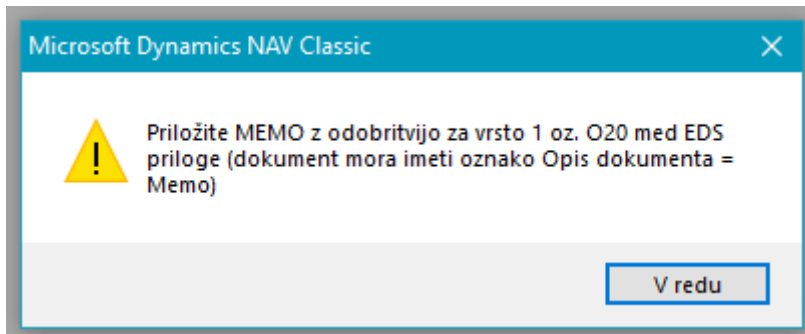 Microsoft Dynamics NAV Classic
Priložite MEMO z odobritvijo za vrsto 1 oz. O20 med EDS
priloge (dokument mora imeti oznako Opis dokumenta =
Memo)
V redu